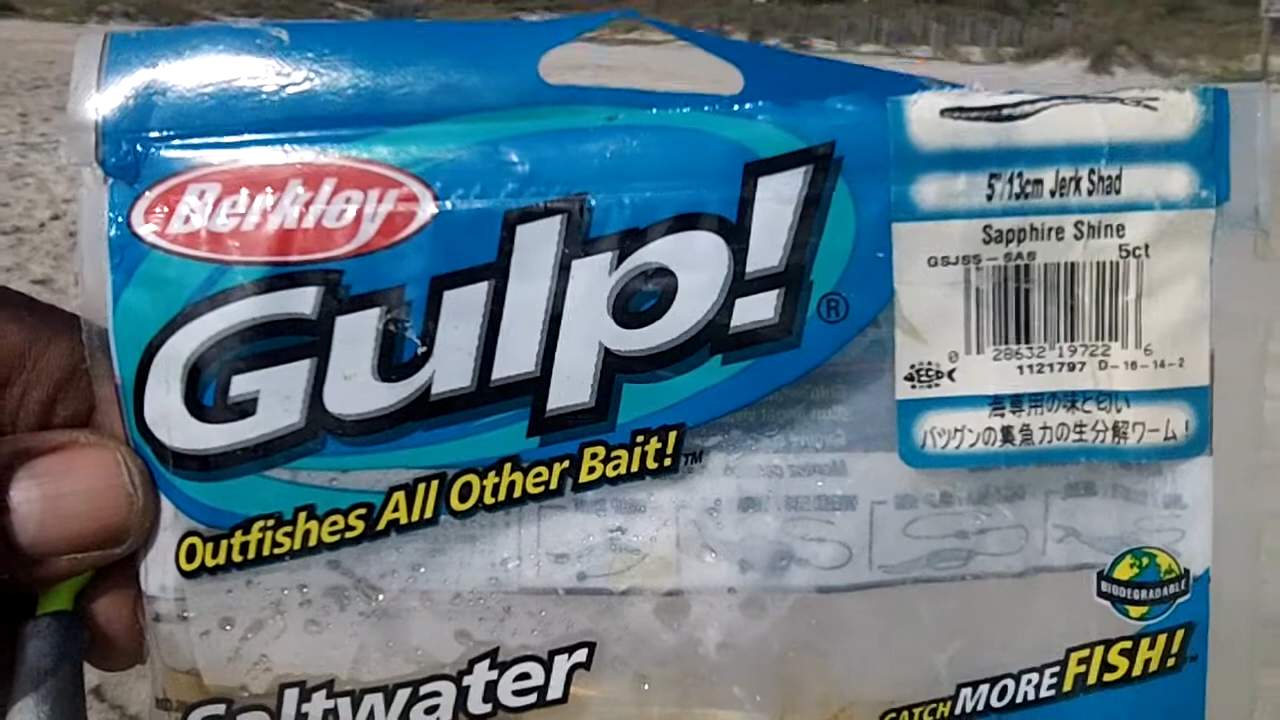 Berkley
Gulp!
®
Outfishes All Other Bait!™
Saltwater
5"/13cm Jerk Shad
Sapphire Shine
5ct
GSJS5-SAS
0 28632 19722 6
1121797 D-16-14-2
海専用の味と匂い
バツグンの集魚力の生分解ワーム!
BIODEGRADABLE
CATCH MORE FISH!